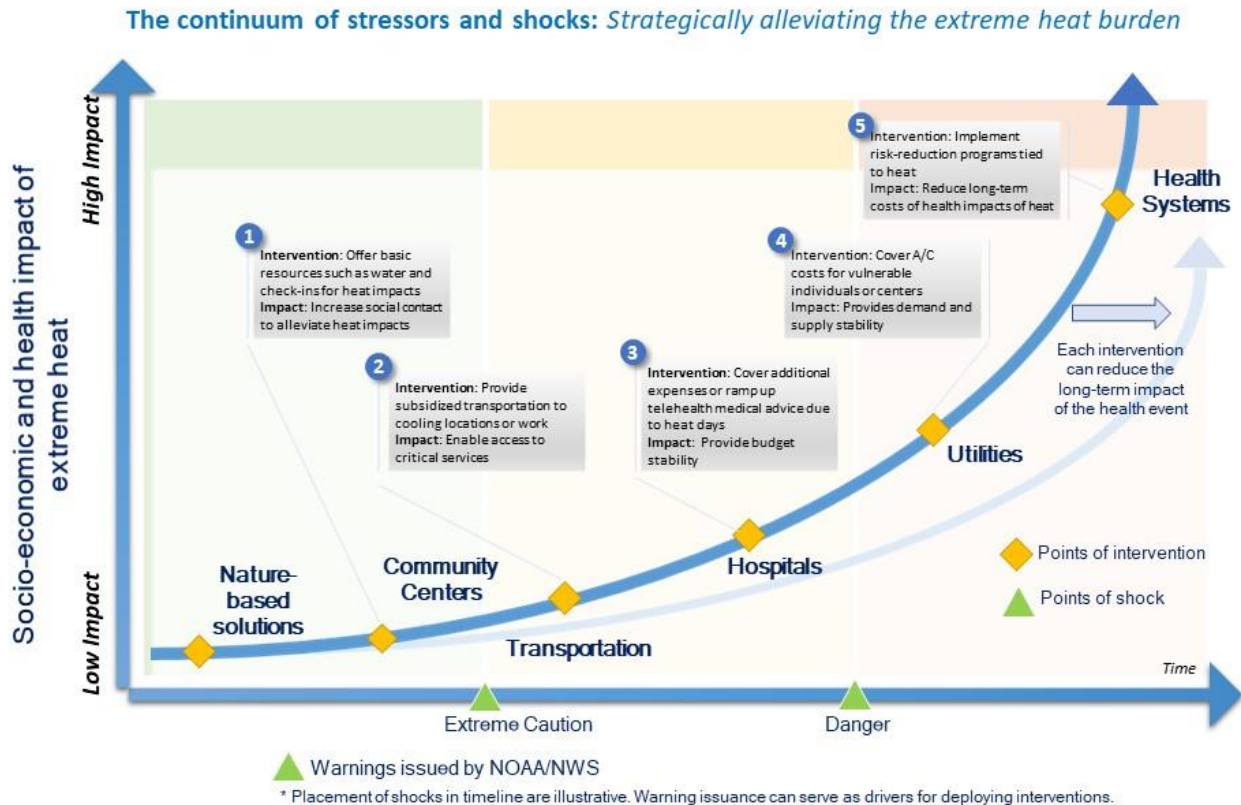 The continuum of stressors and shocks: Strategically alleviating the extreme heat burden
Socio-economic and health impact of
extreme heat
High Impact
Low Impact
1
Intervention: Offer basic
resources such as water and
check-ins for heat impacts
Impact: Increase social contact
to alleviate heat impacts
2
Intervention: Provide
subsidized transportation to
cooling locations or work
Impact: Enable access to
critical services
3
Intervention: Cover additional
expenses or ramp up
telehealth medical advice due
to heat days
Impact: Provide budget
stability
4
Intervention: Cover A/C
costs for vulnerable
individuals or centers
Impact: Provides demand and
supply stability
5
Intervention: Implement
risk-reduction programs tied
to heat
Impact: Reduce long-term
costs of health impacts of heat
Health
Systems
Each intervention
can reduce the
long-term impact
of the health event
Utilities
Hospitals
Community
Centers
Nature-
based
solutions
Transportation
Points of intervention
Points of shock
Time
Extreme Caution
Danger
Warnings issued by NOAA/NWS
* Placement of shocks in timeline are illustrative. Warning issuance can serve as drivers for deploying interventions.